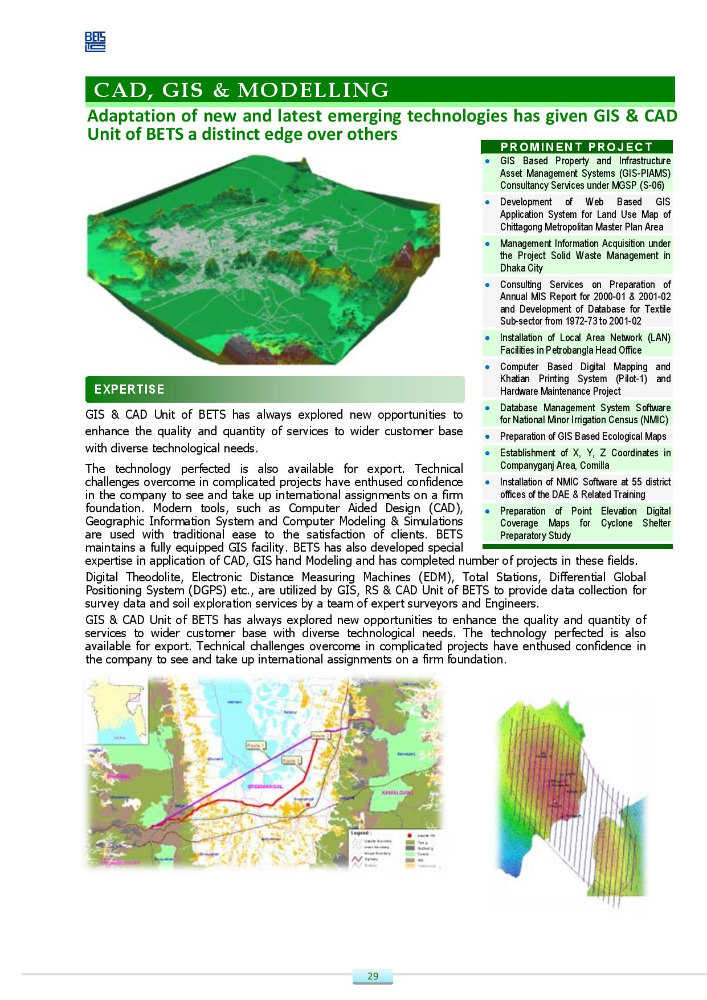 BETS
LTD
CAD, GIS & MODELLING
Adaptation of new and latest emerging technologies has given GIS & CAD
Unit of BETS a distinct edge over others
PROMINENT PROJECT
• GIS Based Property and Infrastructure
Asset Management Systems (GIS-PIAMS)
Consultancy Services under MGSP (S-06)
• Development of Web Based GIS
Application System for Land Use Map of
Chittagong Metropolitan Master Plan Area
• Management Information Acquisition under
the Project Solid Waste Management in
Dhaka City
• Consulting Services on Preparation of
Annual MIS Report for 2000-01 & 2001-02
and Development of Database for Textile
Sub-sector from 1972-73 to 2001-02
• Installation of Local Area Network (LAN)
Facilities in Petrobangla Head Office
• Computer Based Digital Mapping and
Khatian Printing System (Pilot-1) and
Hardware Maintenance Project
• Database Management System Software
for National Minor Irrigation Census (NMIC)
• Preparation of GIS Based Ecological Maps
• Establishment of X, Y, Z Coordinates in
Companyganj Area, Comilla
• Installation of NMIC Software at 55 district
offices of the DAE & Related Training
• Preparation of Point Elevation Digital
Coverage Maps for Cyclone Shelter
Preparatory Study
EXPERTISE
GIS & CAD Unit of BETS has always explored new opportunities to
enhance the quality and quantity of services to wider customer base
with diverse technological needs.
The technology perfected is also available for export. Technical
challenges overcome in complicated projects have enthused confidence
in the company to see and take up international assignments on a firm
foundation. Modern tools, such as Computer Aided Design (CAD),
Geographic Information System and Computer Modeling & Simulations
are used with traditional ease to the satisfaction of clients. BETS
maintains a fully equipped GIS facility. BETS has also developed special
expertise in application of CAD, GIS hand Modeling and has completed number of projects in these fields.
Digital Theodolite, Electronic Distance Measuring Machines (EDM), Total Stations, Differential Global
Positioning System (DGPS) etc., are utilized by GIS, RS & CAD Unit of BETS to provide data collection for
survey data and soil exploration services by a team of expert surveyors and Engineers.
GIS & CAD Unit of BETS has always explored new opportunities to enhance the quality and quantity of
services to wider customer base with diverse technological needs. The technology perfected is also
available for export. Technical challenges overcome in complicated projects have enthused confidence in
the company to see and take up international assignments on a firm foundation.
Route 1
Route
Route
SREEMANGAL
KAMALGANJ
Legend :
29